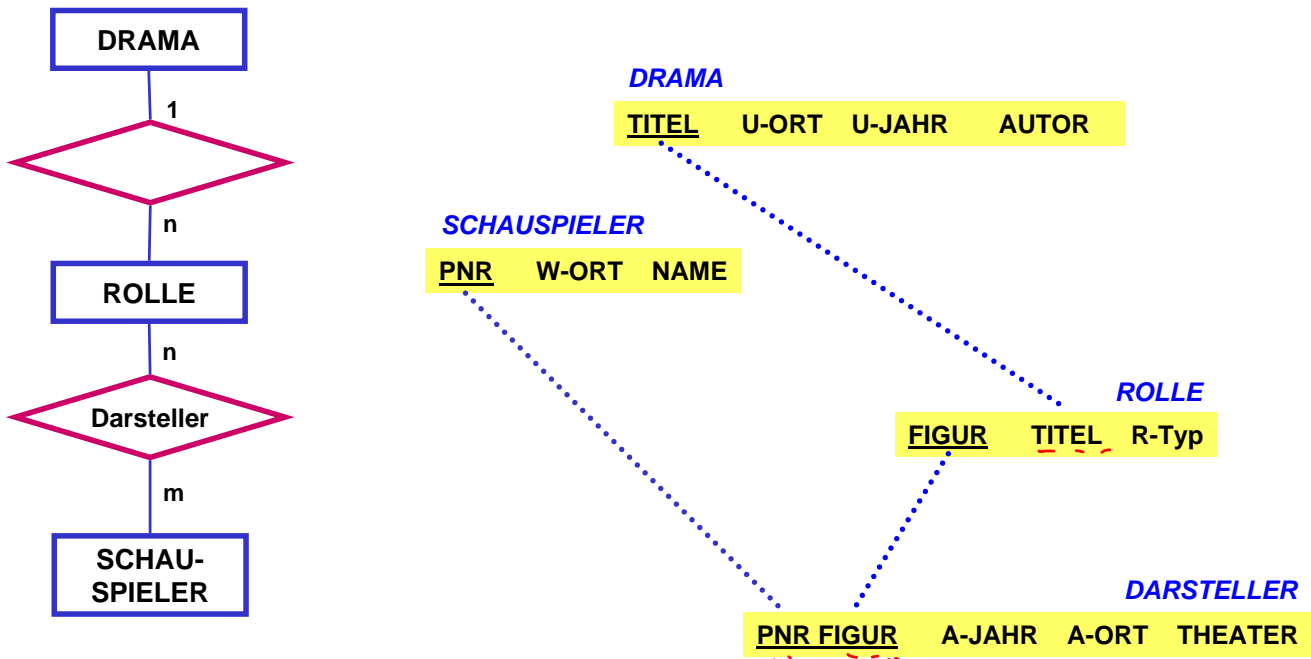 DRAMA
1
n
ROLLE
n
Darsteller
m
SCHAU-
SPIELER
DRAMA
TITEL U-ORT U-JAHR AUTOR
SCHAUSPIELER
PNR W-ORT NAME
ROLLE
FIGUR TITEL R-Typ
DARSTELLER
PNR FIGUR A-JAHR A-ORT THEATER